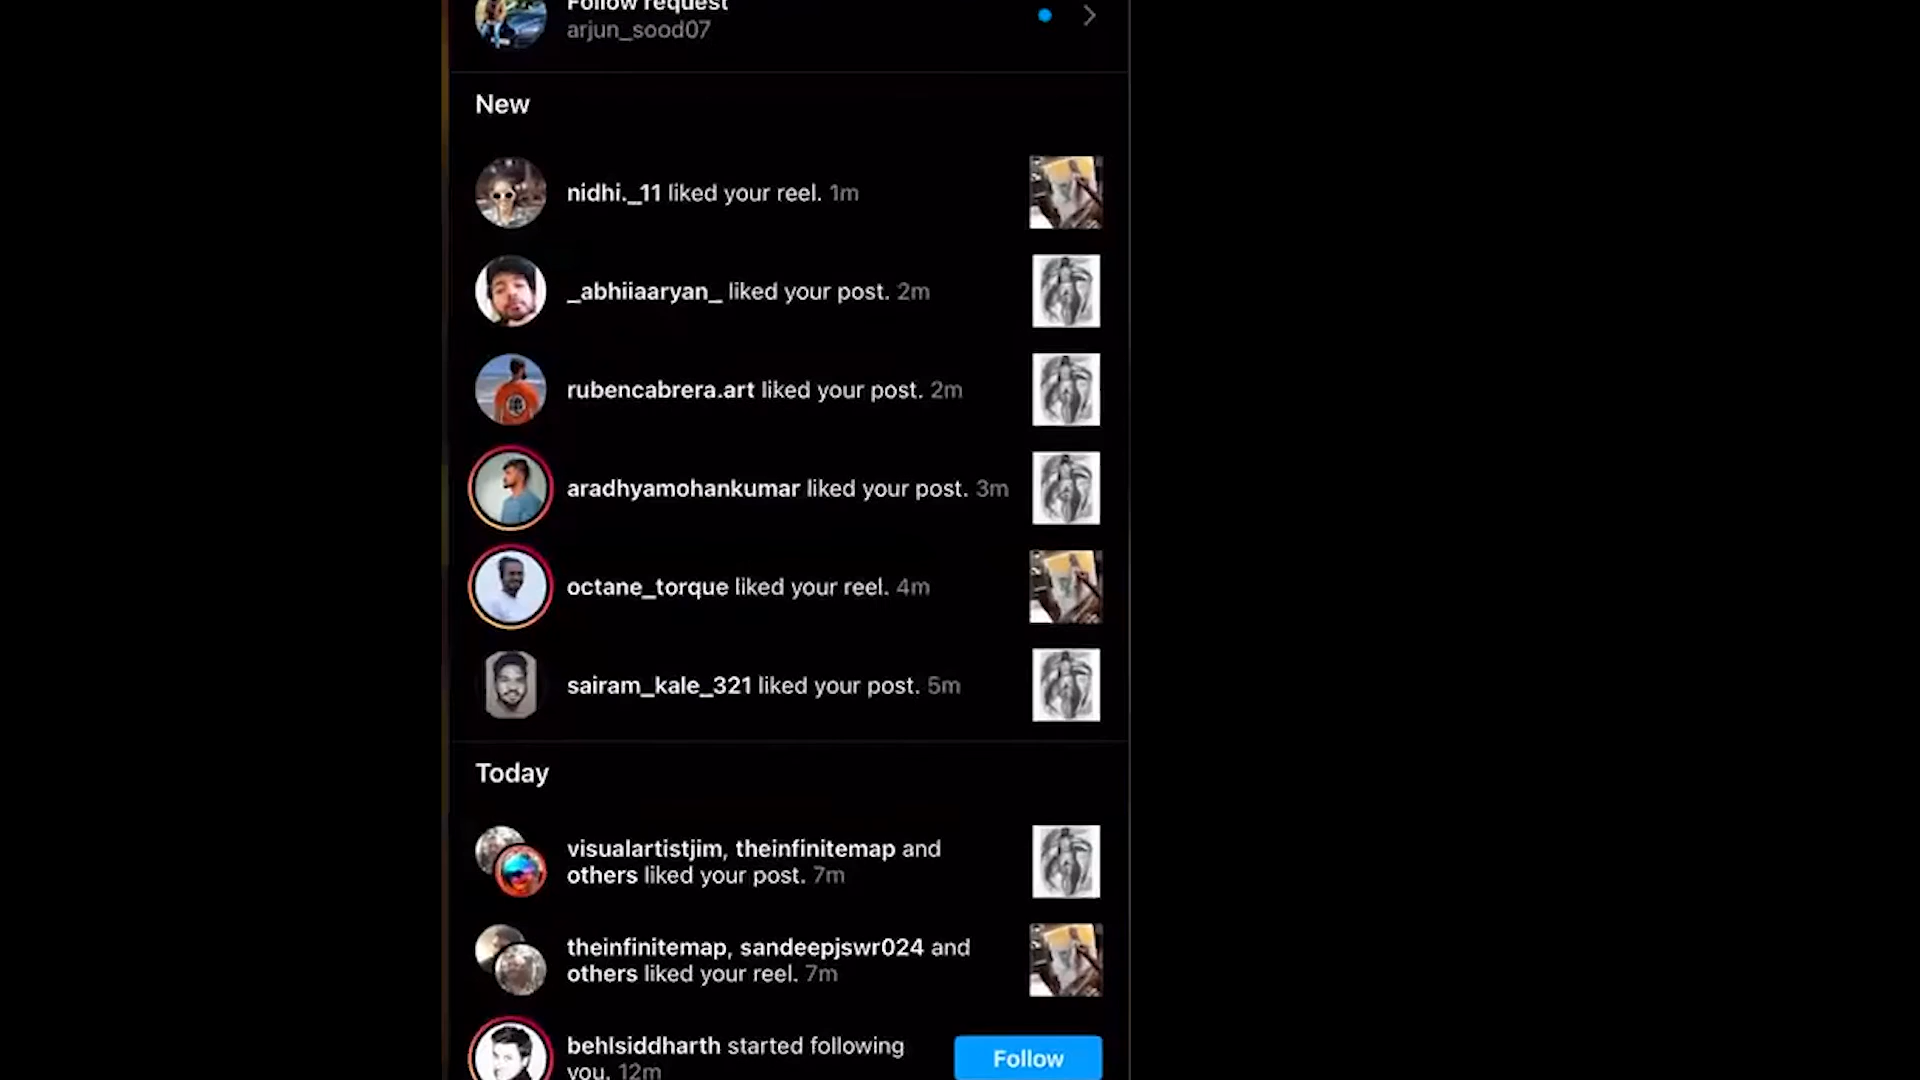 Follow request
arjun_sood07
New
nidhi._11 liked your reel. 1m
_abhiiaaryan_ liked your post. 2m
rubencabrera.art liked your post. 2m
aradhyamohankumar liked your post. 3m
octane_torque liked your reel. 4m
sairam_kale_321 liked your post. 5m
Today
visualartistjim, theinfinitemap and
others liked your post. 7m
theinfinitemap, sandeepjswr024 and
others liked your reel. 7m
behlsiddharth started following
you. 12m
Follow